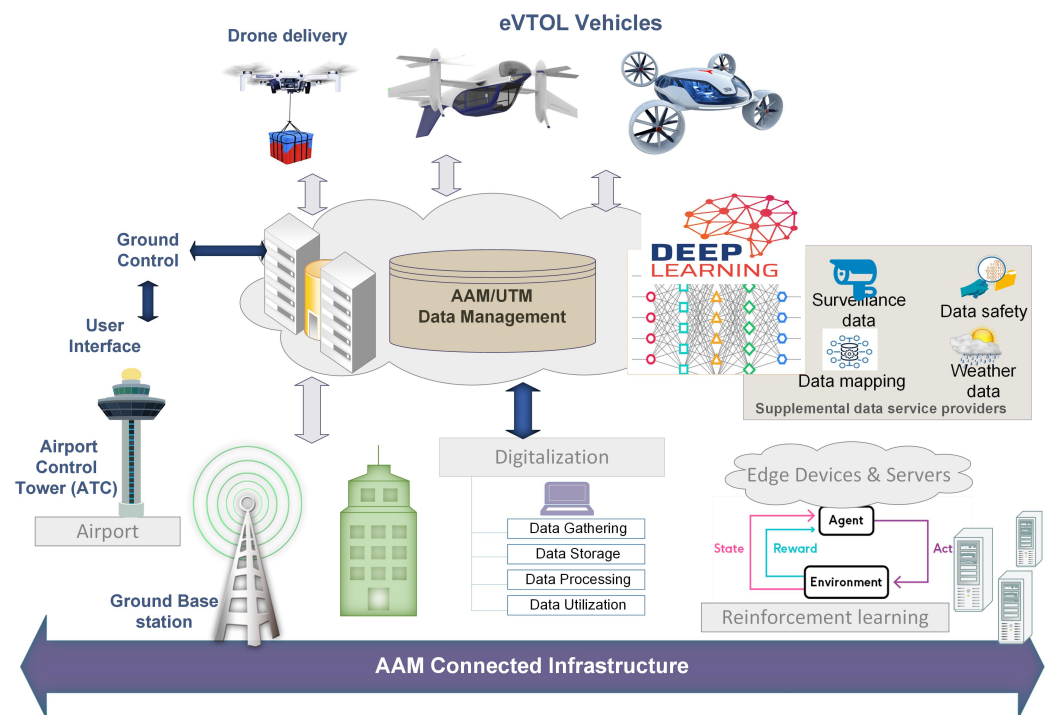 eVTOL Vehicles
Drone delivery
Ground
Control
User
Interface
AAM/UTM
Data Management
DEEP
LEARNING
Surveillance
data
Data safety
Data mapping
Weather
data
Supplemental data service providers
Airport
Control
Tower (ATC)
Airport
Ground Base
station
Digitalization
Data Gathering
Data Storage
Data Processing
Data Utilization
Edge Devices & Servers
Agent
State
Reward
Act
Environment
Reinforcement learning
AAM Connected Infrastructure